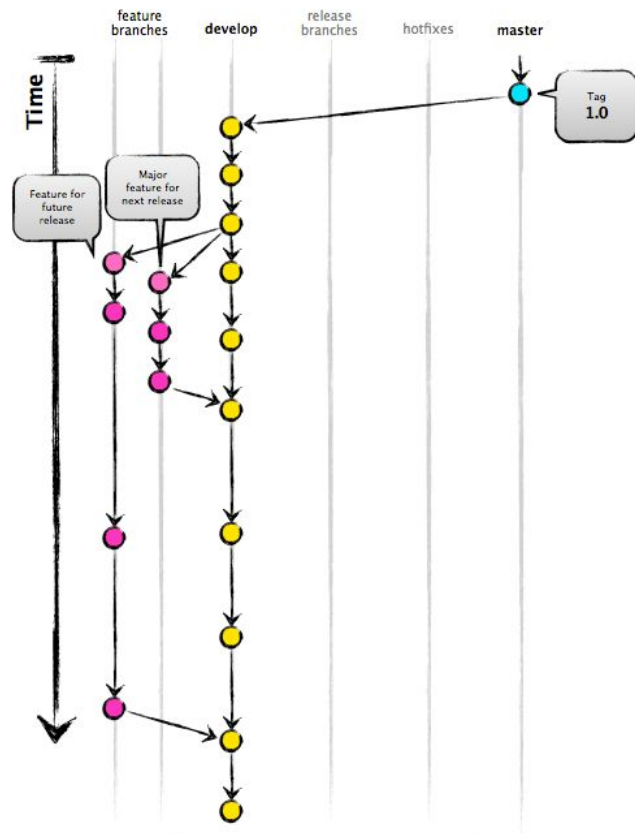 feature
branches
develop
release
branches
hotfixes
master
Time
Tag
1.0
Major
feature for
next release
Feature for
future
release